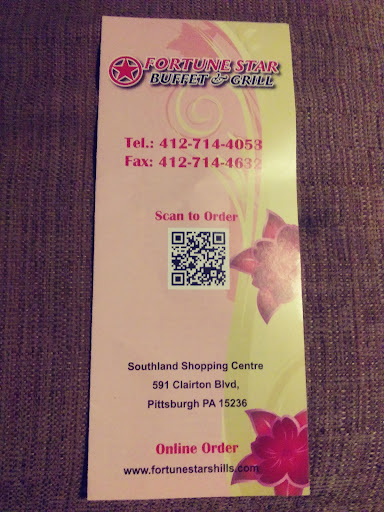 FORTUNE STAR
BUFFET & GRILL
Tel.: 412-714-4058
Fax: 412-714-4632
Scan to Order
Southland Shopping Centre
591 Clairton Blvd,
Pittsburgh PA 15236
Online Order
www.fortunestarshills.com